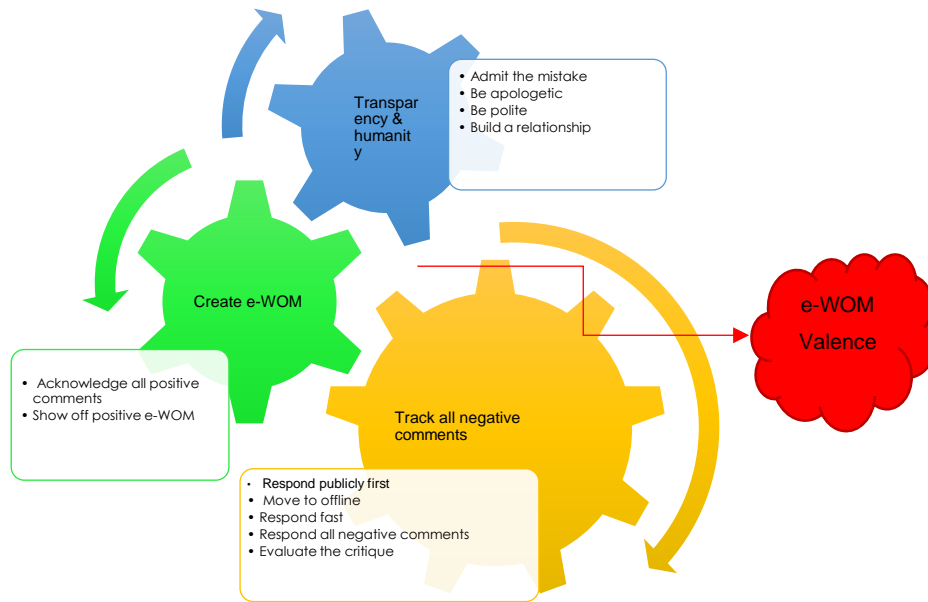 Transpar
ency &
humanit
y
• Admit the mistake
• Be apologetic
• Be polite
• Build a relationship
Create e-WOM
• Acknowledge all positive
comments
• Show off positive e-WOM
Track all negative
comments
• Respond publicly first
• Move to offline
• Respond fast
• Respond all negative comments
• Evaluate the critique
e-WOM
Valence